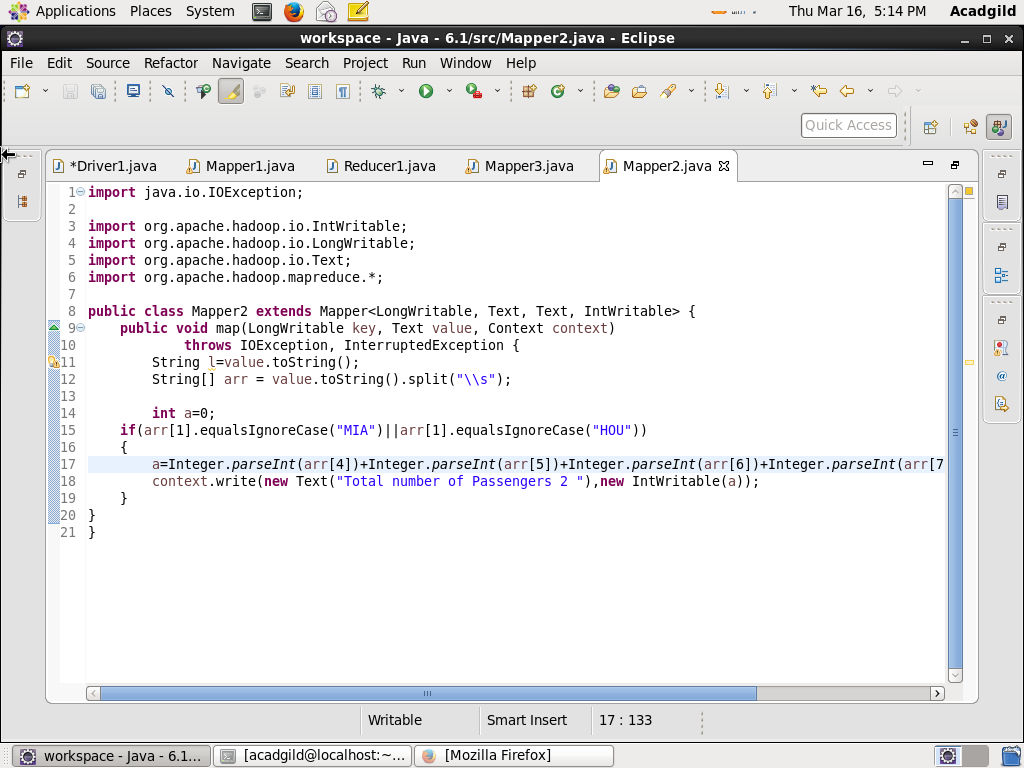 Applications Places System Thu Mar 16, 5:14 PM Acadgild
workspace - Java - 6.1/src/Mapper2.java - Eclipse
File Edit Source Refactor Navigate Search Project Run Window Help
Quick Access
*Driver1.java Mapper1.java Reducer1.java Mapper3.java Mapper2.java
1 import java.io.IOException;
2
3 import org.apache.hadoop.io.IntWritable;
4 import org.apache.hadoop.io.LongWritable;
5 import org.apache.hadoop.io.Text;
6 import org.apache.hadoop.mapreduce.*;
7
8 public class Mapper2 extends Mapper<LongWritable, Text, Text, IntWritable> {
9 public void map(LongWritable key, Text value, Context context)
10 throws IOException, InterruptedException {
11 String l=value.toString();
12 String[] arr = value.toString().split("\\s");
13
14 int a=0;
15 if(arr[1].equalsIgnoreCase("MIA")||arr[1].equalsIgnoreCase("HOU"))
16 {
17 a=Integer.parseInt(arr[4])+Integer.parseInt(arr[5])+Integer.parseInt(arr[6])+Integer.parseInt(arr[7
18 context.write(new Text("Total number of Passengers 2 "),new IntWritable(a));
19 }
20 }
21 }
Writable Smart Insert 17 : 133
workspace - Java - 6.1... [acadgild@localhost:~... [Mozilla Firefox]